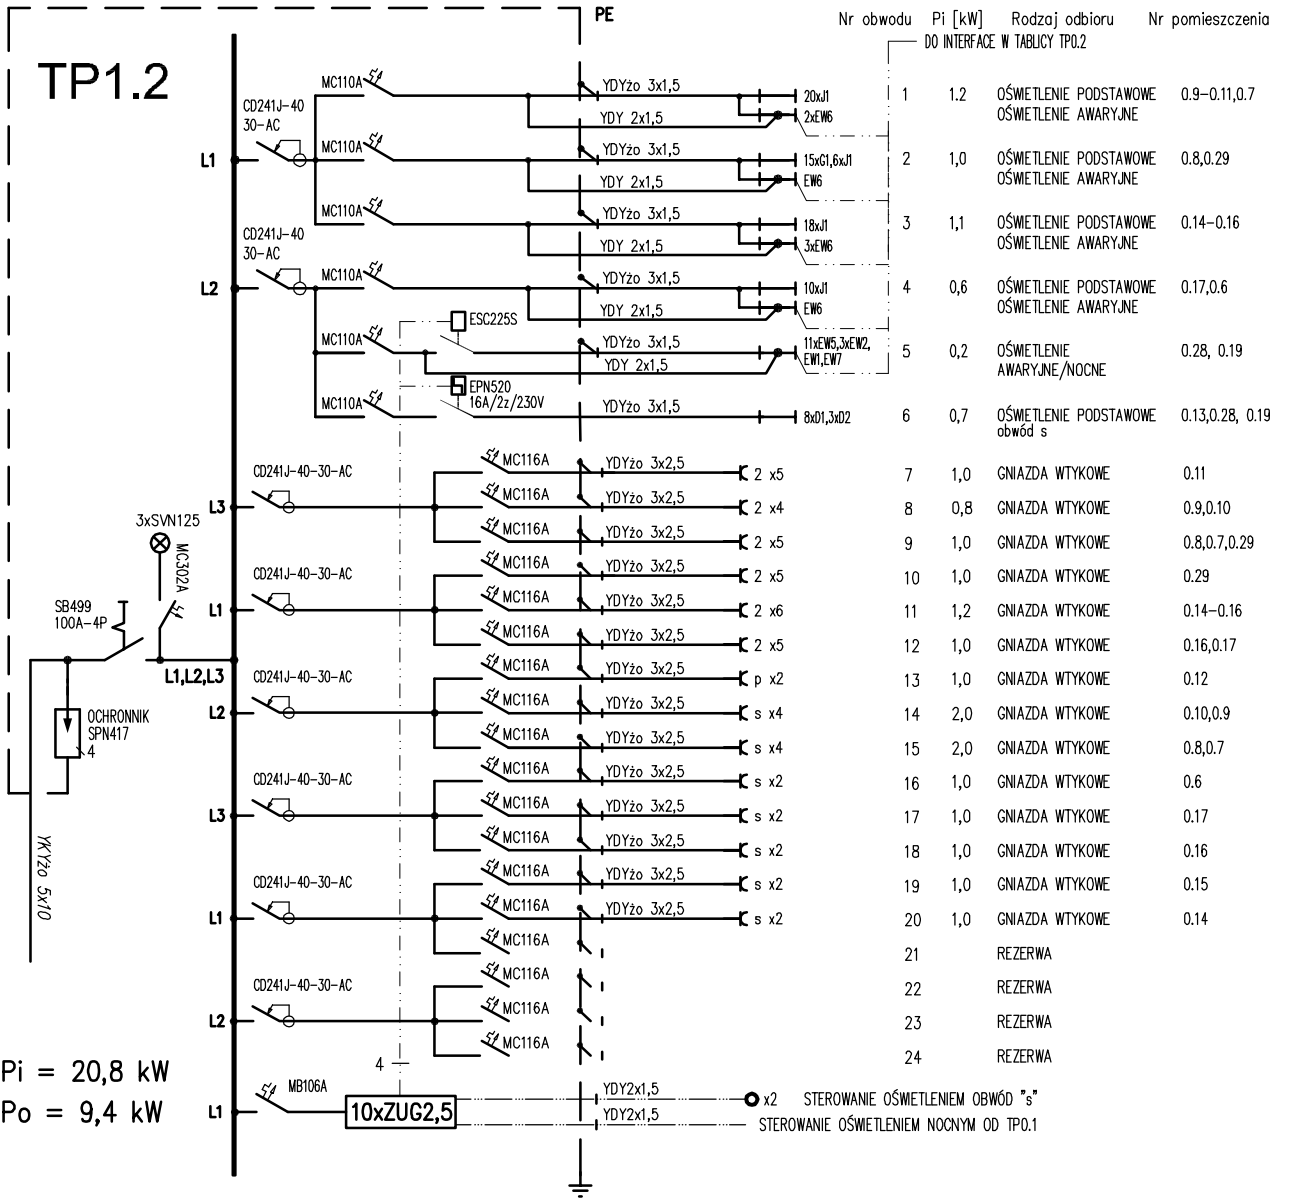 PE
Nr obwodu Pi [kW] Rodzaj odbioru Nr pomieszczenia
DO INTERFACE W TABLICY TP0.2
TP1.2
CD241J-40
30-AC
L1
MC110A YDYżo 3x1,5 20xJ1 1 1.2 OŚWIETLENIE PODSTAWOWE 0.9-0.11,0.7
YDY 2x1,5 2xEW6 OŚWIETLENIE AWARYJNE
MC110A YDYżo 3x1,5 15xG1,6xJ1 2 1,0 OŚWIETLENIE PODSTAWOWE 0.8,0.29
YDY 2x1,5 EW6 OŚWIETLENIE AWARYJNE
MC110A YDYżo 3x1,5 18xJ1 3 1,1 OŚWIETLENIE PODSTAWOWE 0.14-0.16
YDY 2x1,5 3xEW6 OŚWIETLENIE AWARYJNE
CD241J-40
30-AC
L2
MC110A YDYżo 3x1,5 10xJ1 4 0,6 OŚWIETLENIE PODSTAWOWE 0.17,0.6
YDY 2x1,5 EW6 OŚWIETLENIE AWARYJNE
ESC225S
MC110A YDYżo 3x1,5 11xEW5,3xEW2, 5 0,2 OŚWIETLENIE 0.28, 0.19
YDY 2x1,5 EW1,EW7 AWARYJNE/NOCNE
EPN520
16A/2z/230V
MC110A YDYżo 3x1,5 8xD1,3xD2 6 0,7 OŚWIETLENIE PODSTAWOWE 0.13,0.28, 0.19
obwód s
CD241J-40-30-AC
L3
MC116A YDYżo 3x2,5 2 x5 7 1,0 GNIAZDA WTYKOWE 0.11
MC116A YDYżo 3x2,5 2 x4 8 0,8 GNIAZDA WTYKOWE 0.9,0.10
MC116A YDYżo 3x2,5 2 x5 9 1,0 GNIAZDA WTYKOWE 0.8,0.7,0.29
CD241J-40-30-AC
L1
MC116A YDYżo 3x2,5 2 x5 10 1,0 GNIAZDA WTYKOWE 0.29
MC116A YDYżo 3x2,5 2 x6 11 1,2 GNIAZDA WTYKOWE 0.14-0.16
MC116A YDYżo 3x2,5 2 x5 12 1,0 GNIAZDA WTYKOWE 0.16,0.17
3xSVN125
MC302A
SB499
100A-4P
L1,L2,L3
OCHRONNIK
SPN417
4
YKYżo 5x10
CD241J-40-30-AC
L2
MC116A YDYżo 3x2,5 p x2 13 1,0 GNIAZDA WTYKOWE 0.12
MC116A YDYżo 3x2,5 s x4 14 2,0 GNIAZDA WTYKOWE 0.10,0.9
MC116A YDYżo 3x2,5 s x4 15 2,0 GNIAZDA WTYKOWE 0.8,0.7
CD241J-40-30-AC
L3
MC116A YDYżo 3x2,5 s x2 16 1,0 GNIAZDA WTYKOWE 0.6
MC116A YDYżo 3x2,5 s x2 17 1,0 GNIAZDA WTYKOWE 0.17
MC116A YDYżo 3x2,5 s x2 18 1,0 GNIAZDA WTYKOWE 0.16
CD241J-40-30-AC
L1
MC116A YDYżo 3x2,5 s x2 19 1,0 GNIAZDA WTYKOWE 0.15
MC116A YDYżo 3x2,5 s x2 20 1,0 GNIAZDA WTYKOWE 0.14
MC116A 21 REZERWA
CD241J-40-30-AC
L2
MC116A 22 REZERWA
MC116A 23 REZERWA
MC116A 24 REZERWA
4
Pi = 20,8 kW
Po = 9,4 kW
L1
MB106A
10xZUG2,5
YDY2x1,5 x2 STEROWANIE OŚWIETLENIEM OBWÓD "s"
YDY2x1,5 STEROWANIE OŚWIETLENIEM NOCNYM OD TP0.1